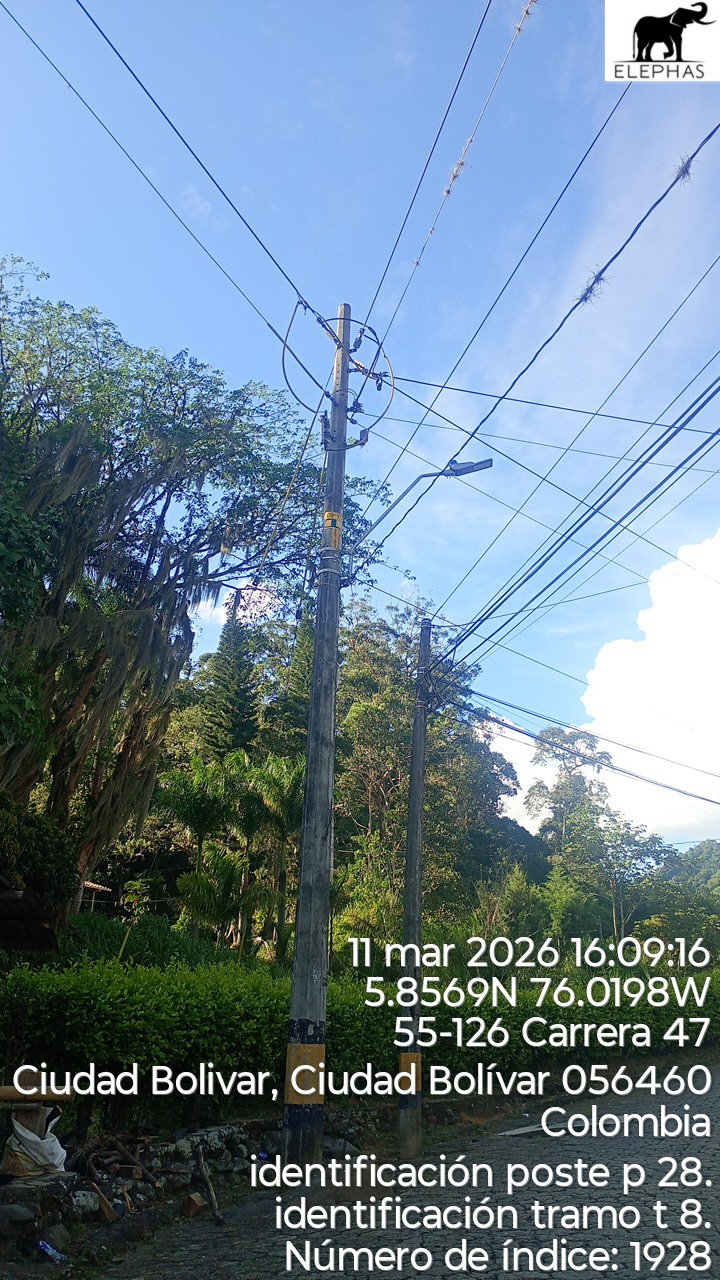 ELEPHAS
11 mar 2026 16:09:16
5.8569N 76.0198W
55-126 Carrera 47
Ciudad Bolivar, Ciudad Bolívar 056460
Colombia
identificación poste p 28.
identificación tramo t 8.
Número de índice: 1928